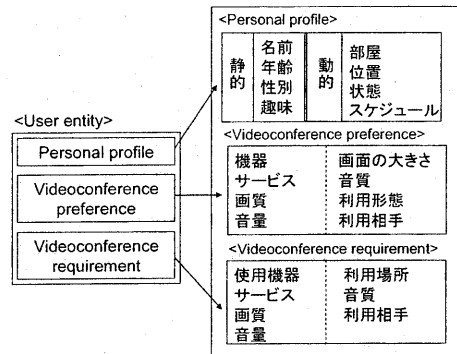 <User entity>
Personal profile
Videoconference
preference
Videoconference
requirement
<Personal profile>
静的
名前
年齢
性別
趣味
動的
部屋
位置
状態
スケジュール
<Videoconference preference>
機器
サービス
画質
音量
画面の大きさ
音質
利用形態
利用相手
<Videoconference requirement>
使用機器
サービス
画質
音量
利用場所
音質
利用相手